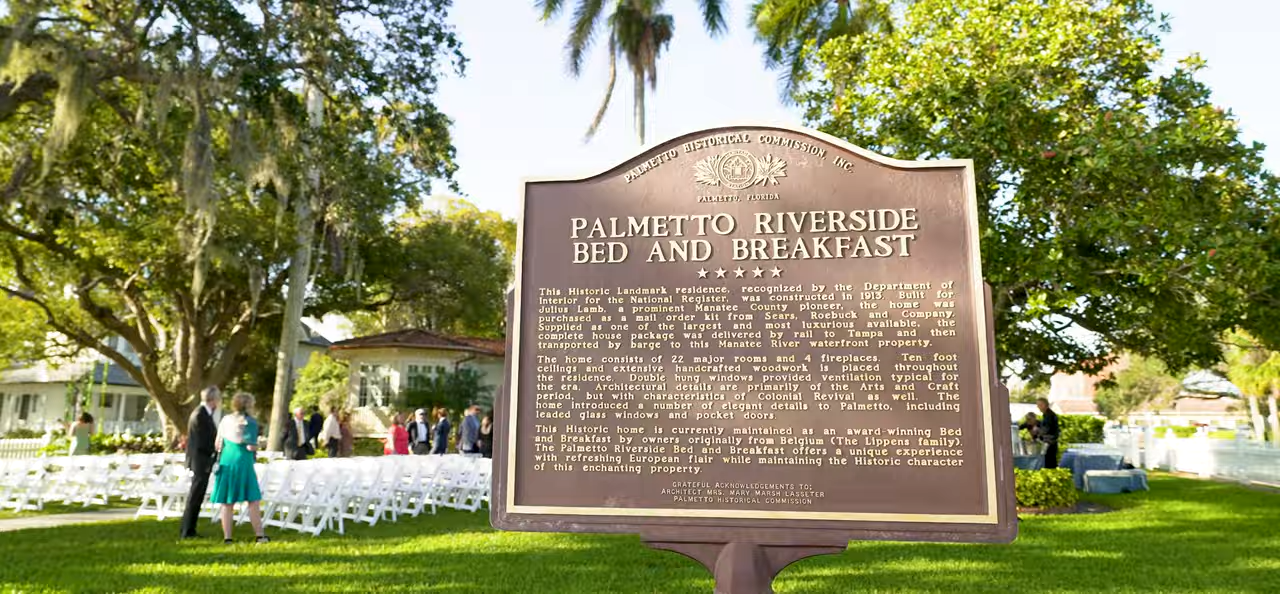 PALMETTO HISTORICAL COMMISSION INC.
PALMETTO, FLORIDA
PALMETTO RIVERSIDE
BED AND BREAKFAST
This Historic Landmark residence, recognized by the Department of
Interior for the National Register, was constructed in 1913. Built for
Julius Lamb, a prominent Manatee County pioneer, the home was
purchased as a mail order kit from Sears, Roebuck and Company.
Supplied as one of the largest and most luxurious available, the
complete house package was delivered by rail to Tampa and then
transported by barge to this Manatee River waterfront property.
The home consists of 22 major rooms and 4 fireplaces. Ten foot
ceilings and extensive handcrafted woodwork is placed throughout
the residence. Double hung windows provided ventilation typical for
the era. Architectural details are primarily of the Arts and Craft
period, but with characteristics of Colonial Revival as well. The
home introduced a number of elegant details to Palmetto, including
leaded glass windows and pocket doors.
This Historic home is currently maintained as an award-winning Bed
and Breakfast by owners originally from Belgium (The Lippens family).
The Palmetto Riverside Bed and Breakfast offers a unique experience
with refreshing European flair while maintaining the Historic character
of this enchanting property.
GRATEFUL ACKNOWLEDGEMENTS TO:
ARCHITECT MRS. MARY MARSH LASSETER
PALMETTO HISTORICAL COMMISSION